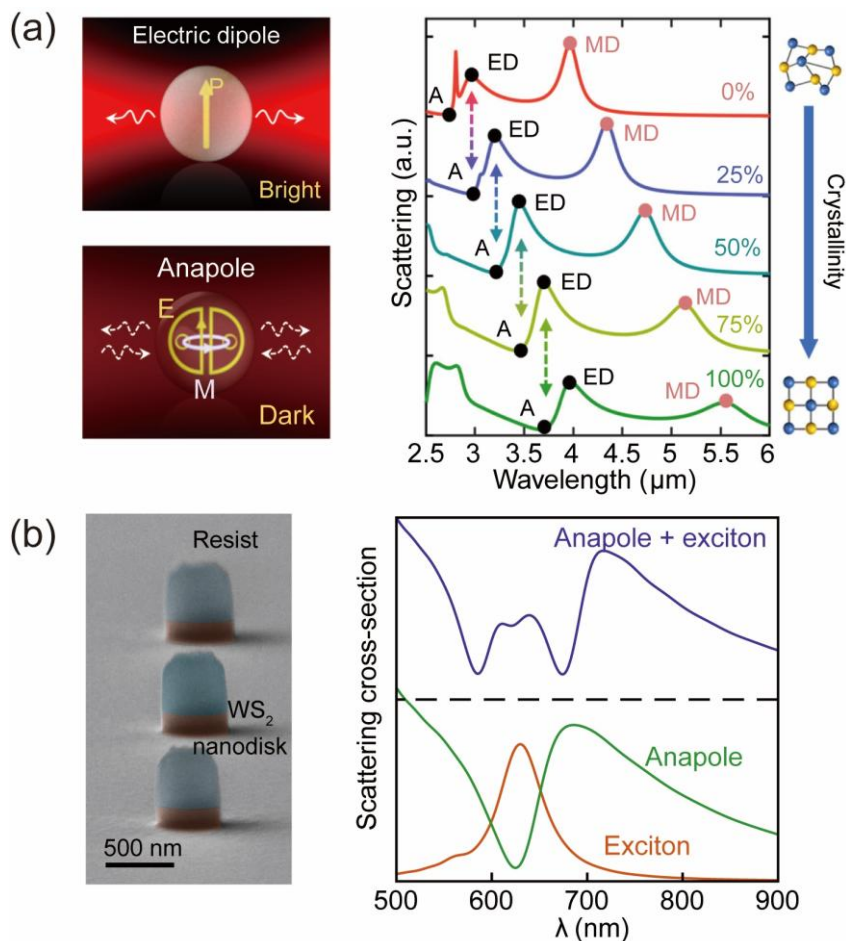 (a)
Electric dipole
P
Bright
Anapole
E
M
Dark
Scattering (a.u.)
A
ED
MD
0%
A
ED
MD
25%
A
ED
MD
50%
A
ED
MD
75%
A
ED
MD
100%
2.5 3 3.5 4 4.5 5 5.5 6
Wavelength (μm)
Crystallinity
(b)
Resist
WS₂
nanodisk
500 nm
Scattering cross-section
Anapole + exciton
Anapole
Exciton
500 600 700 800 900
λ (nm)